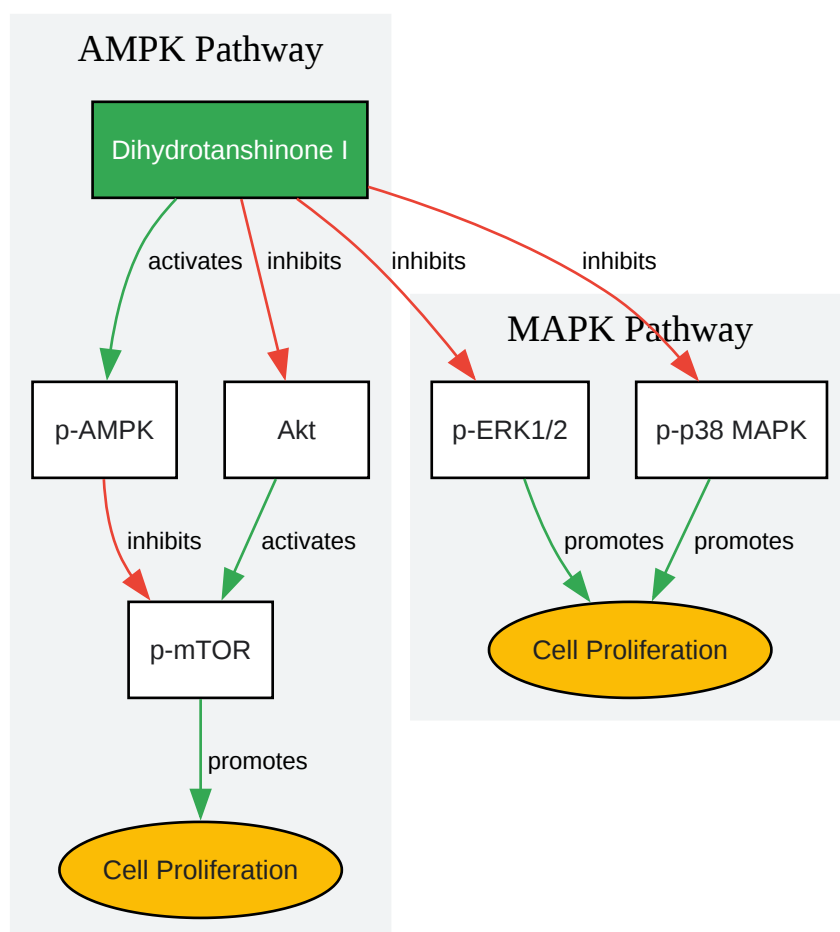 AMPK Pathway
Dihydrotanshinone I
activates
inhibits
inhibits
inhibits
MAPK Pathway
p-AMPK
Akt
p-ERK1/2
p-p38 MAPK
inhibits
activates
promotes
promotes
p-mTOR
Cell Proliferation
promotes
Cell Proliferation